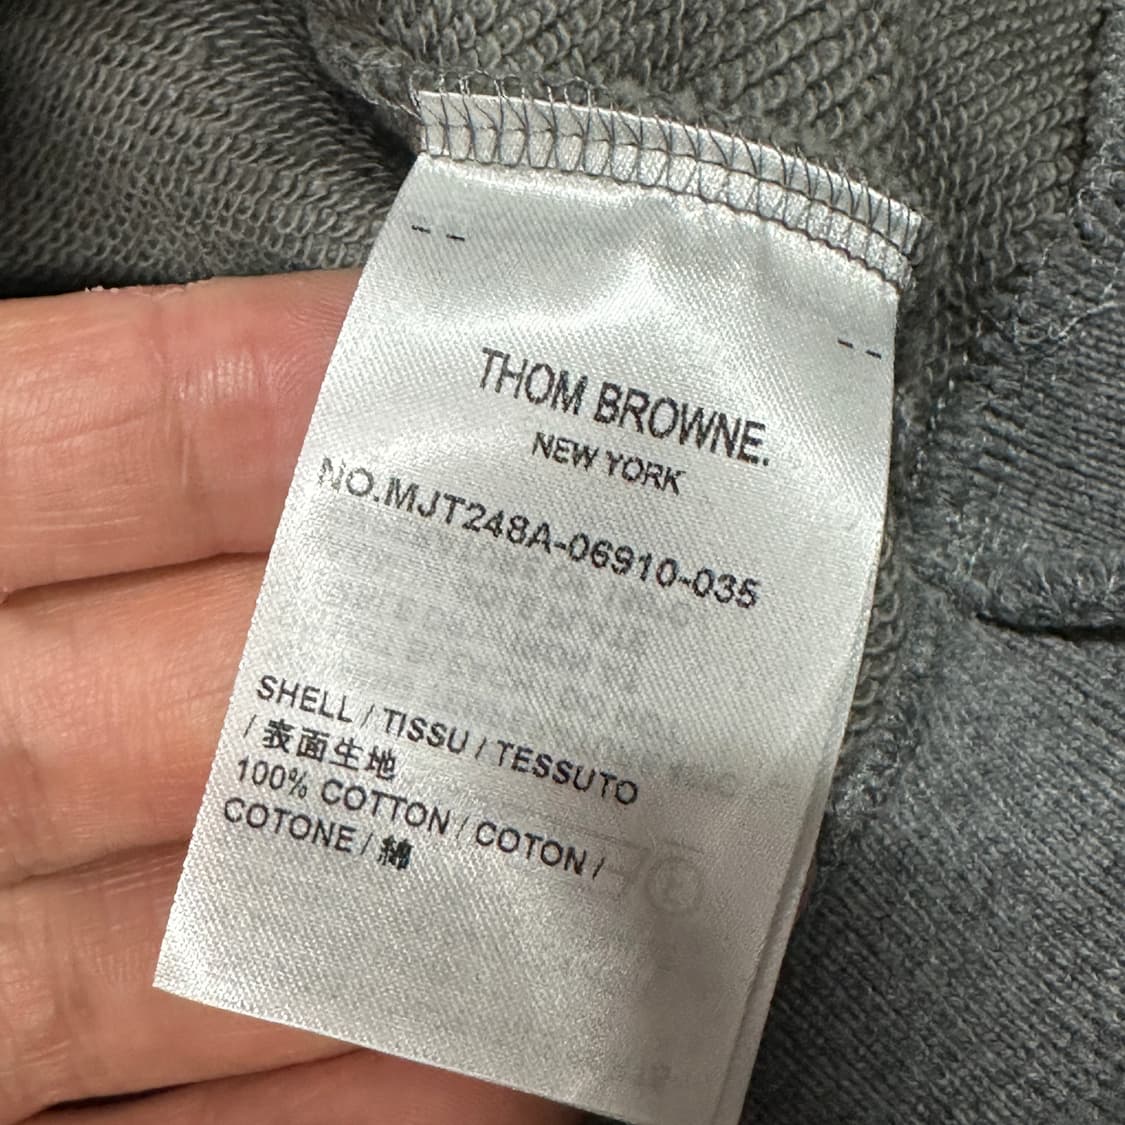 THOM BROWNE.
NEW YORK
NO.MJT248A-06910-035
SHELL / TISSU / TESSUTO
/ 表面生地
100% COTTON / COTON /
COTONE / 綿